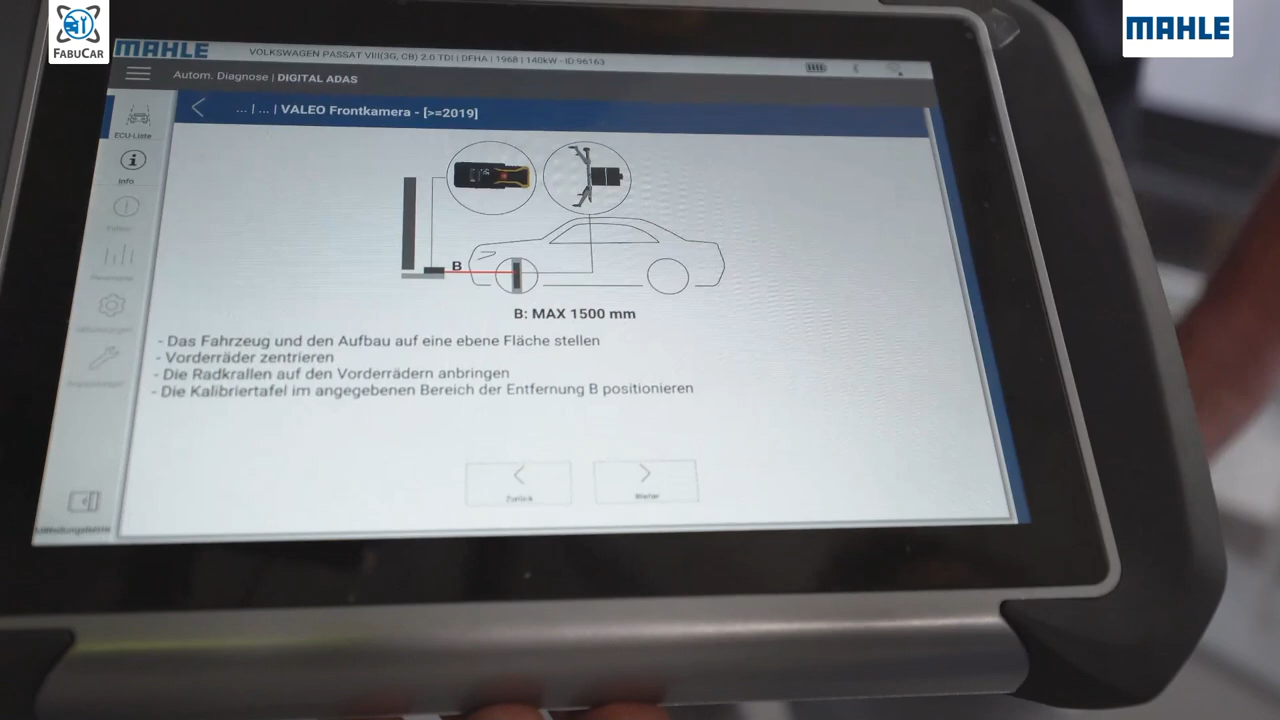 FABUCAR
MAHLE
MAHLE
VOLKSWAGEN PASSAT VIII(3G, CB) 2.0 TDI | DFHA | 1968 | 140kW - ID:96163
Autom. Diagnose | DIGITAL ADAS
... | ... | VALEO Frontkamera - [>=2019]
ECU-Liste
Info
B
B: MAX 1500 mm
- Das Fahrzeug und den Aufbau auf eine ebene Fläche stellen
- Vorderräder zentrieren
- Die Radkrallen auf den Vorderrädern anbringen
- Die Kalibriertafel im angegebenen Bereich der Entfernung B positionieren
Zurück
Weiter